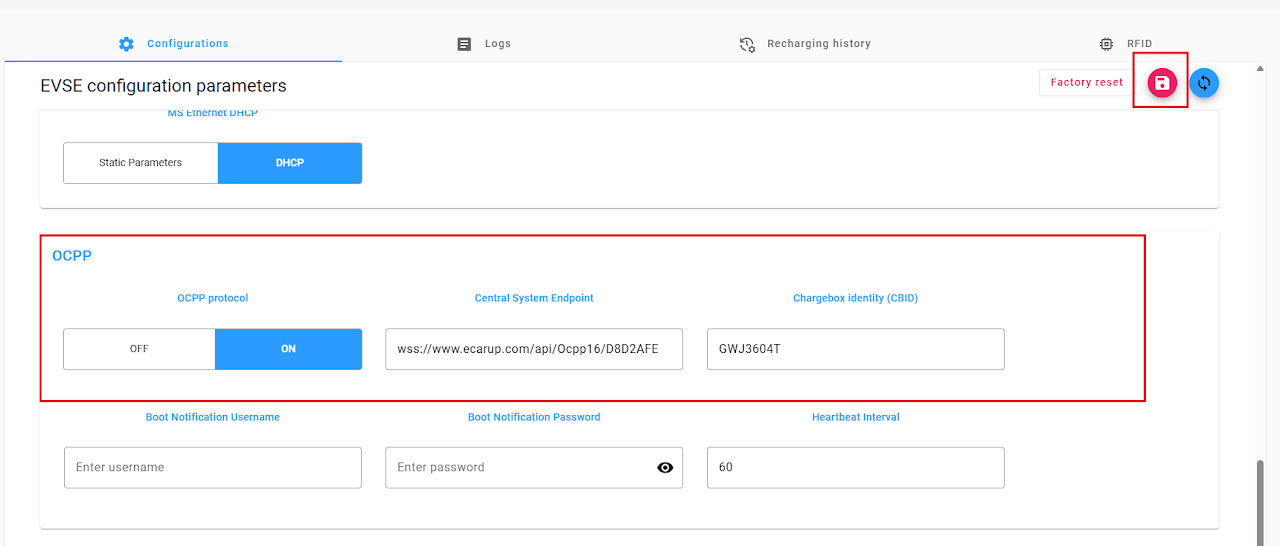 Configurations
Logs
Recharging history
RFID
EVSE configuration parameters
Factory reset
MS Ethernet DHCP
Static Parameters
DHCP
OCPP
OCPP protocol
Central System Endpoint
Chargebox identity (CBID)
OFF
ON
wss://www.ecarup.com/api/Ocpp16/D8D2AFE
GWJ3604T
Boot Notification Username
Boot Notification Password
Heartbeat Interval
Enter username
Enter password
60